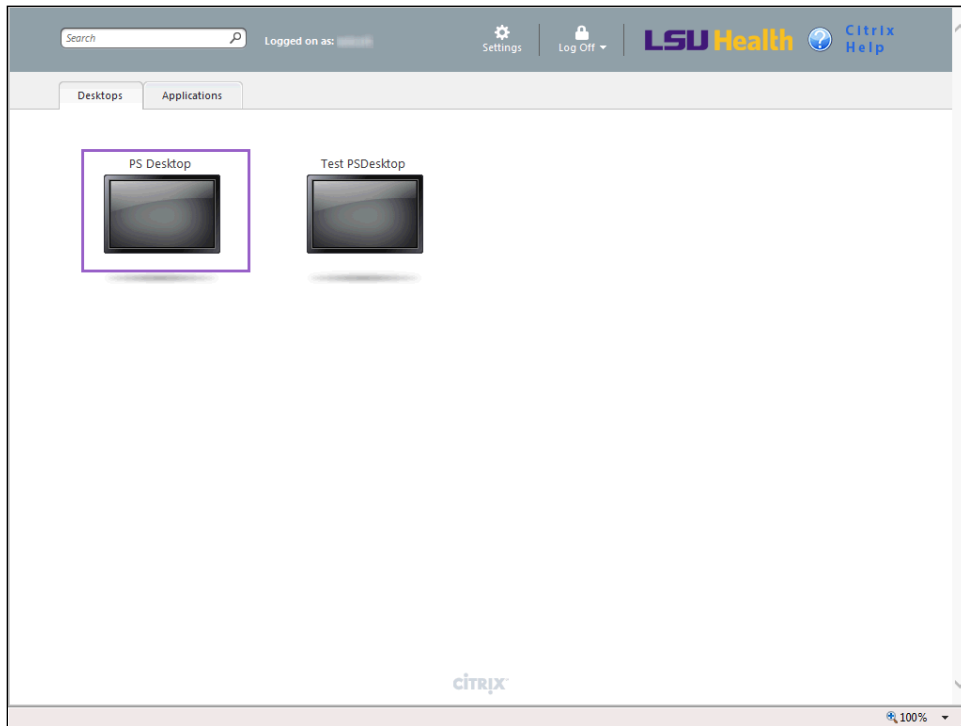 Search
Logged on as:
Settings
Log Off
LSU Health
?
Citrix
Help
Desktops
Applications
PS Desktop
Test PSDesktop
CITRIX
100%